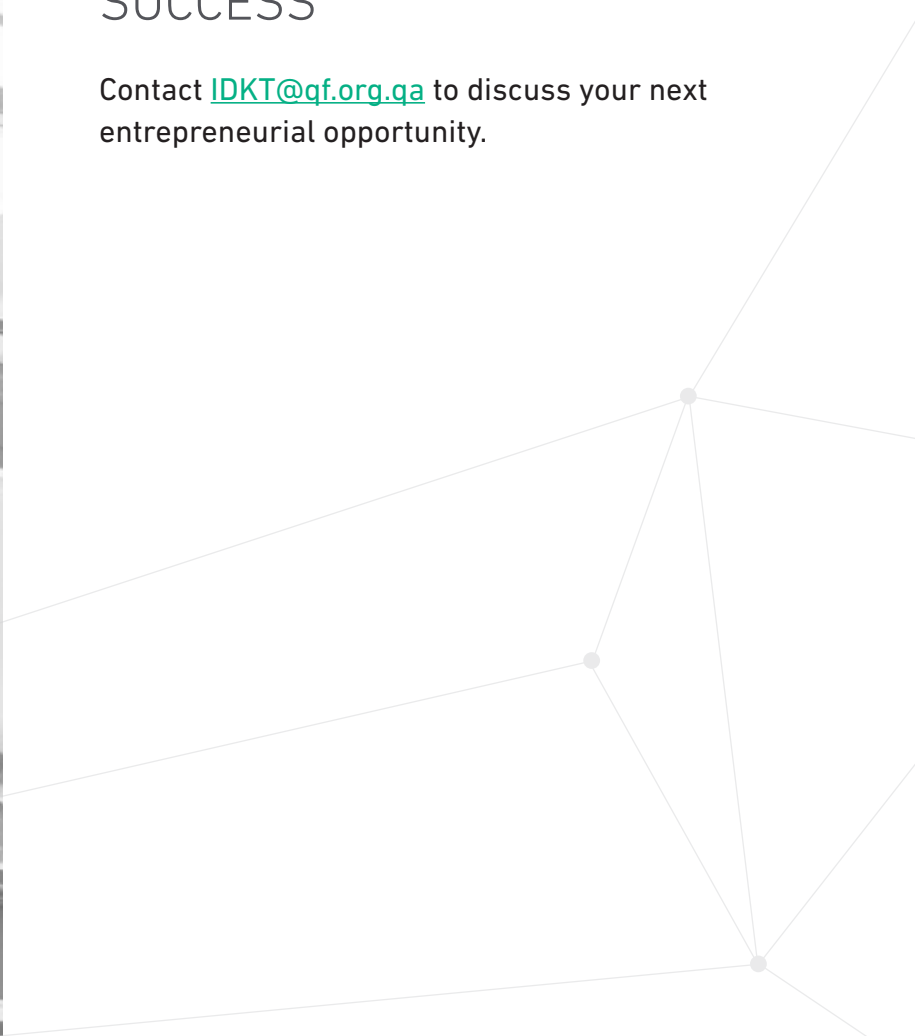 SUCCESS
Contact IDKT@qf.org.qa to discuss your next
entrepreneurial opportunity.